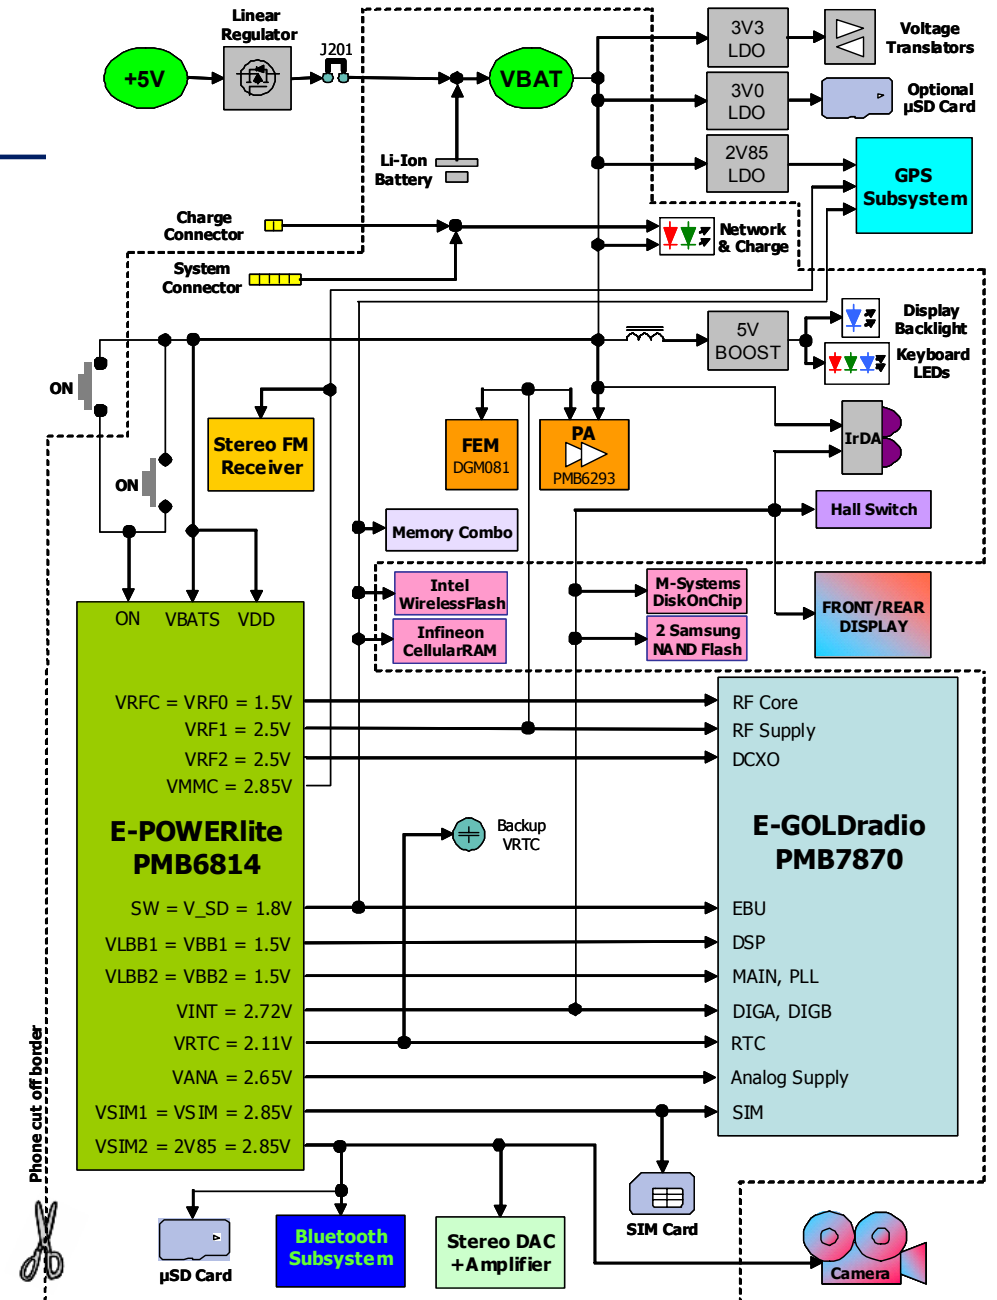 Linear
Regulator
J201
+5V
VBAT
3V3
LDO
Voltage
Translators
3V0
LDO
Optional
µSD Card
2V85
LDO
GPS
Subsystem
Li-Ion
Battery
Charge
Connector
Network
& Charge
System
Connector
5V
BOOST
Display
Backlight
Keyboard
LEDs
ON
Stereo FM
Receiver
FEM
DGM081
PA
PMB6293
IrDA
ON
Hall Switch
Memory Combo
Intel
WirelessFlash
M-Systems
DiskOnChip
FRONT/REAR
DISPLAY
Infineon
CellularRAM
2 Samsung
NAND Flash
ON VBATS VDD
VRFC = VRF0 = 1.5V
RF Core
VRF1 = 2.5V
RF Supply
VRF2 = 2.5V
DCXO
VMMC = 2.85V
E-POWERlite
PMB6814
Backup
VRTC
E-GOLDradio
PMB7870
SW = V_SD = 1.8V
EBU
VLBB1 = VBB1 = 1.5V
DSP
VLBB2 = VBB2 = 1.5V
MAIN, PLL
VINT = 2.72V
DIGA, DIGB
VRTC = 2.11V
RTC
VANA = 2.65V
Analog Supply
VSIM1 = VSIM = 2.85V
SIM
VSIM2 = 2V85 = 2.85V
Phone cut off border
SIM Card
µSD Card
Bluetooth
Subsystem
Stereo DAC
+Amplifier
Camera